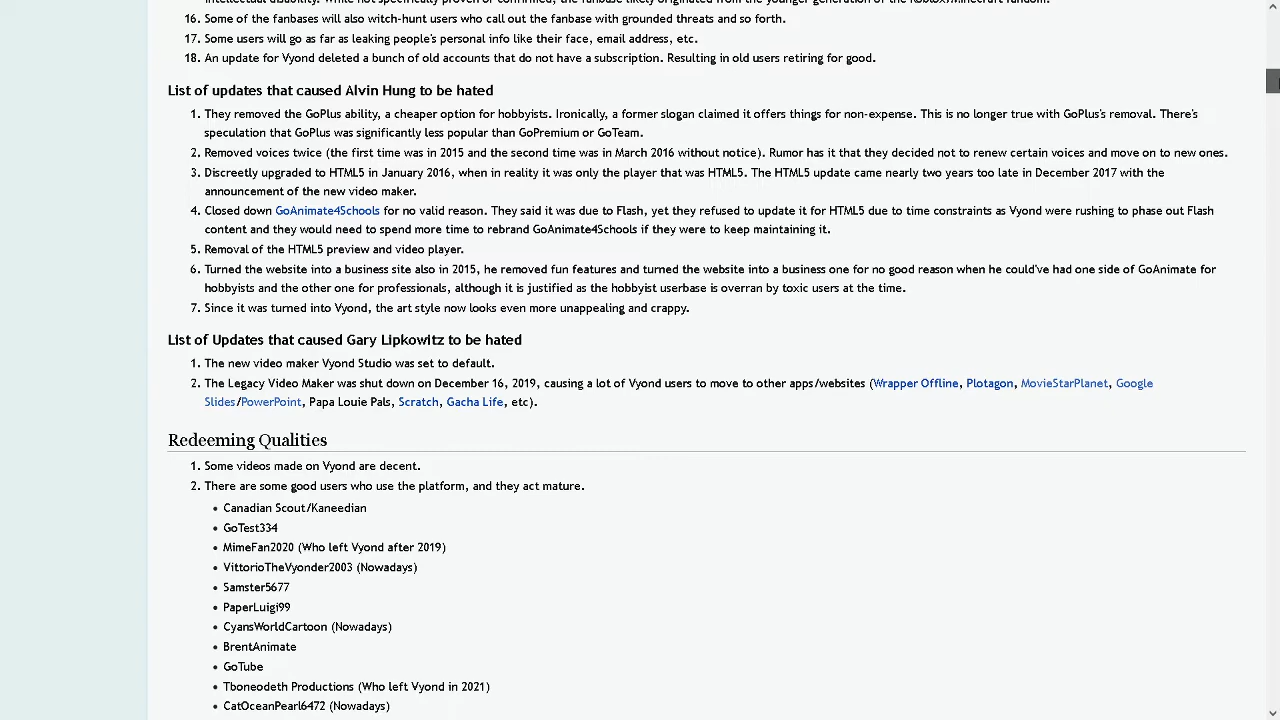 16. Some of the fanbases will also witch-hunt users who call out the fanbase with grounded threats and so forth.
17. Some users will go as far as leaking people's personal info like their face, email address, etc.
18. An update for Vyond deleted a bunch of old accounts that do not have a subscription. Resulting in old users retiring for good.
List of updates that caused Alvin Hung to be hated
1. They removed the GoPlus ability, a cheaper option for hobbyists. Ironically, a former slogan claimed it offers things for non-expense. This is no longer true with GoPlus's removal. There's
speculation that GoPlus was significantly less popular than GoPremium or GoTeam.
2. Removed voices twice (the first time was in 2015 and the second time was in March 2016 without notice). Rumor has it that they decided not to renew certain voices and move on to new ones.
3. Discreetly upgraded to HTML5 in January 2016, when in reality it was only the player that was HTML5. The HTML5 update came nearly two years too late in December 2017 with the
announcement of the new video maker.
4. Closed down GoAnimate4Schools for no valid reason. They said it was due to Flash, yet they refused to update it for HTML5 due to time constraints as Vyond were rushing to phase out Flash
content and they would need to spend more time to rebrand GoAnimate4Schools if they were to keep maintaining it.
5. Removal of the HTML5 preview and video player.
6. Turned the website into a business site also in 2015, he removed fun features and turned the website into a business one for no good reason when he could've had one side of GoAnimate for
hobbyists and the other one for professionals, although it is justified as the hobbyist userbase is overran by toxic users at the time.
7. Since it was turned into Vyond, the art style now looks even more unappealing and crappy.
List of Updates that caused Gary Lipkowitz to be hated
1. The new video maker Vyond Studio was set to default.
2. The Legacy Video Maker was shut down on December 16, 2019, causing a lot of Vyond users to move to other apps/websites (Wrapper Offline, Plotagon, MovieStarPlanet, Google
Slides/PowerPoint, Papa Louie Pals, Scratch, Gacha Life, etc).
Redeeming Qualities
1. Some videos made on Vyond are decent.
2. There are some good users who use the platform, and they act mature.
• Canadian Scout/Kaneedian
• GoTest334
• MimeFan2020 (Who left Vyond after 2019)
• VittorioTheVyonder2003 (Nowadays)
• Samster5677
• PaperLuigi99
• CyansWorldCartoon (Nowadays)
• BrentAnimate
• GoTube
• Tboneodeth Productions (Who left Vyond in 2021)
• CatOceanPearl6472 (Nowadays)